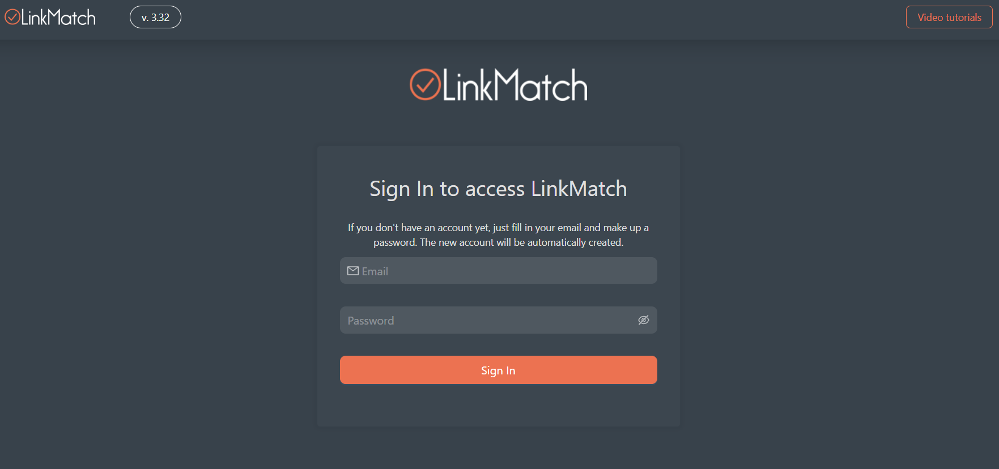 LinkMatch
v. 3.32
Video tutorials
LinkMatch
Sign In to access LinkMatch
If you don't have an account yet, just fill in your email and make up a
password. The new account will be automatically created.
Email
Password
Sign In